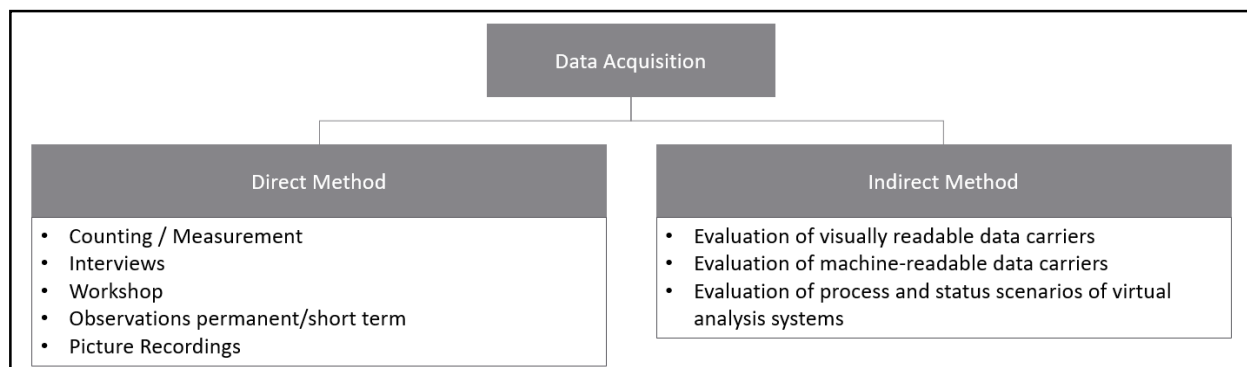 Data Acquisition
Direct Method
• Counting / Measurement
• Interviews
• Workshop
• Observations permanent/short term
• Picture Recordings
Indirect Method
• Evaluation of visually readable data carriers
• Evaluation of machine-readable data carriers
• Evaluation of process and status scenarios of virtual
analysis systems